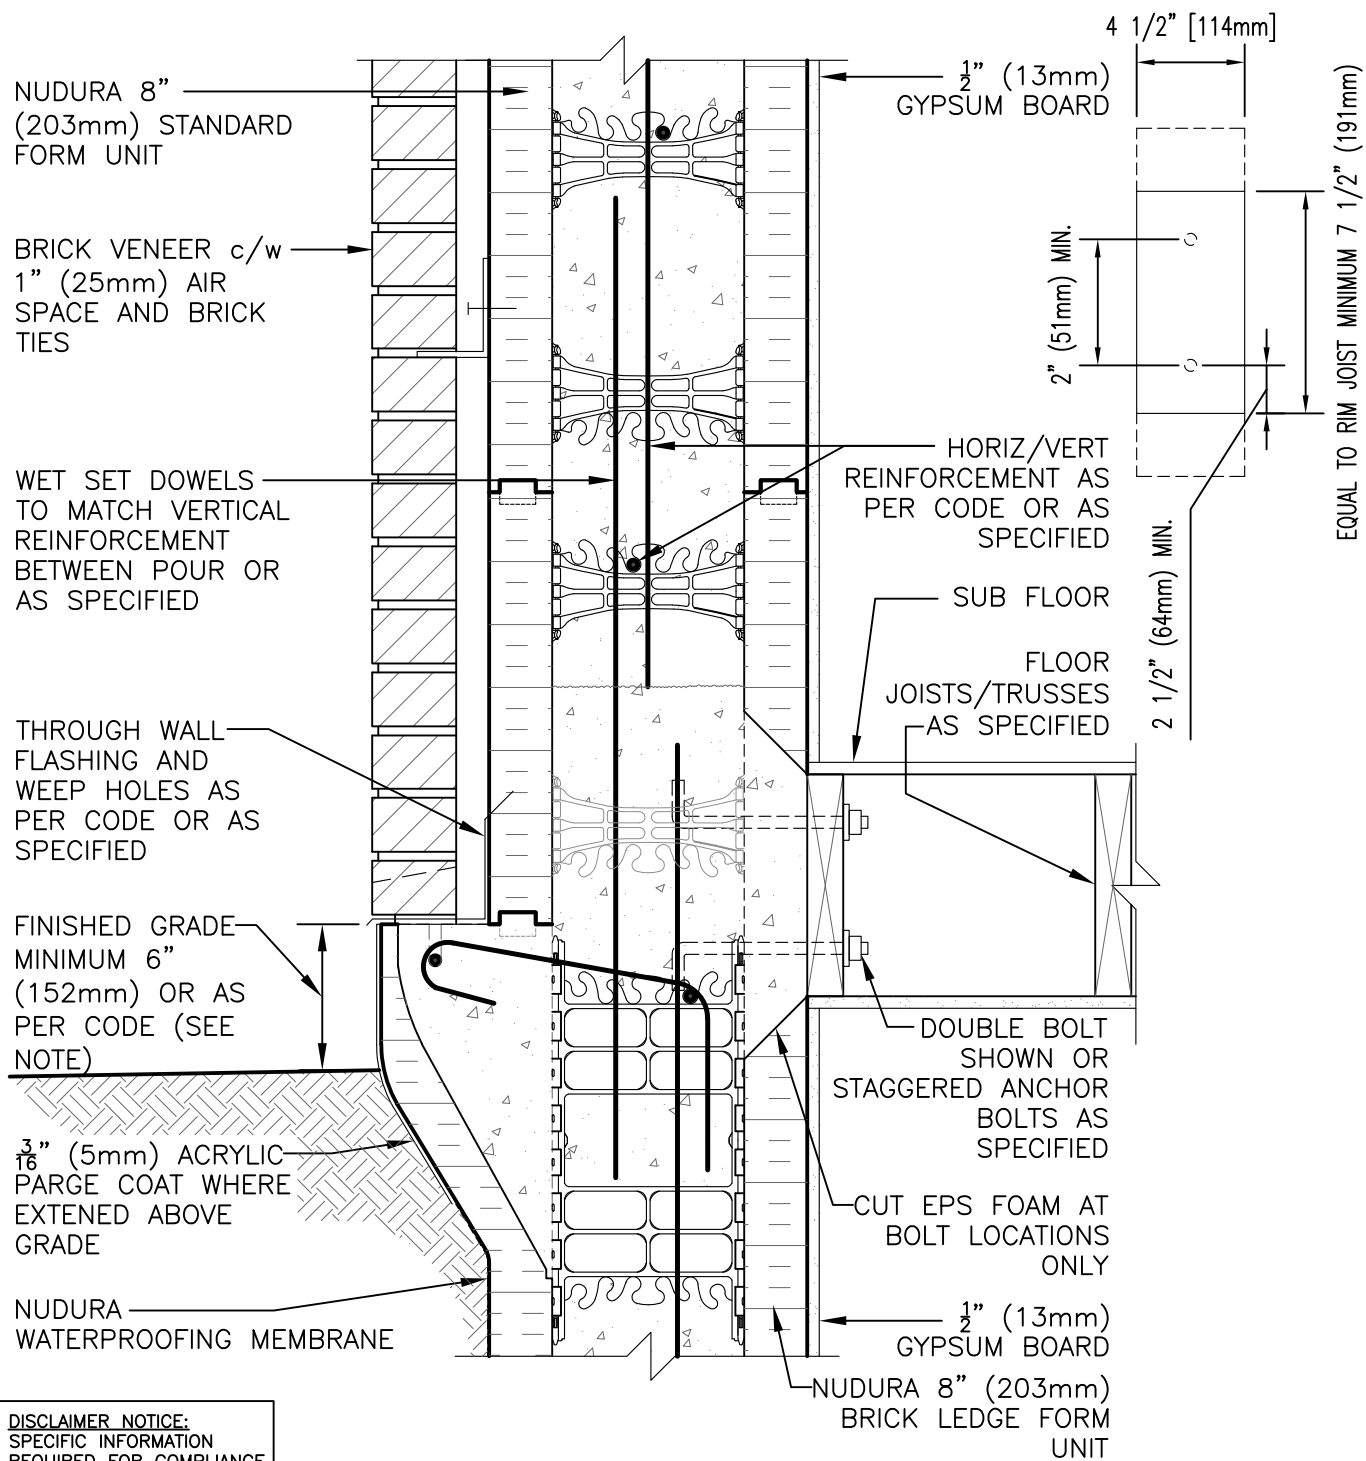 NUDURA 8"
(203mm) STANDARD
FORM UNIT
BRICK VENEER c/w
1" (25mm) AIR
SPACE AND BRICK
TIES
WET SET DOWELS
TO MATCH VERTICAL
REINFORCEMENT
BETWEEN POUR OR
AS SPECIFIED
THROUGH WALL
FLASHING AND
WEEP HOLES AS
PER CODE OR AS
SPECIFIED
FINISHED GRADE
MINIMUM 6"
(152mm) OR AS
PER CODE (SEE
NOTE)
3/16" (5mm) ACRYLIC
PARGE COAT WHERE
EXTENED ABOVE
GRADE
NUDURA
WATERPROOFING MEMBRANE
DISCLAIMER NOTICE:
SPECIFIC INFORMATION
REQUIRED FOR COMPLIANCE
1/2" (13mm)
GYPSUM BOARD
HORIZ/VERT
REINFORCEMENT AS
PER CODE OR AS
SPECIFIED
SUB FLOOR
FLOOR
JOISTS/TRUSSES
AS SPECIFIED
DOUBLE BOLT
SHOWN OR
STAGGERED ANCHOR
BOLTS AS
SPECIFIED
CUT EPS FOAM AT
BOLT LOCATIONS
ONLY
1/2" (13mm)
GYPSUM BOARD
NUDURA 8" (203mm)
BRICK LEDGE FORM
UNIT
4 1/2" [114mm]
2" (51mm) MIN.
2 1/2" (64mm) MIN.
EQUAL TO RIM JOIST MINIMUM 7 1/2" (191mm)